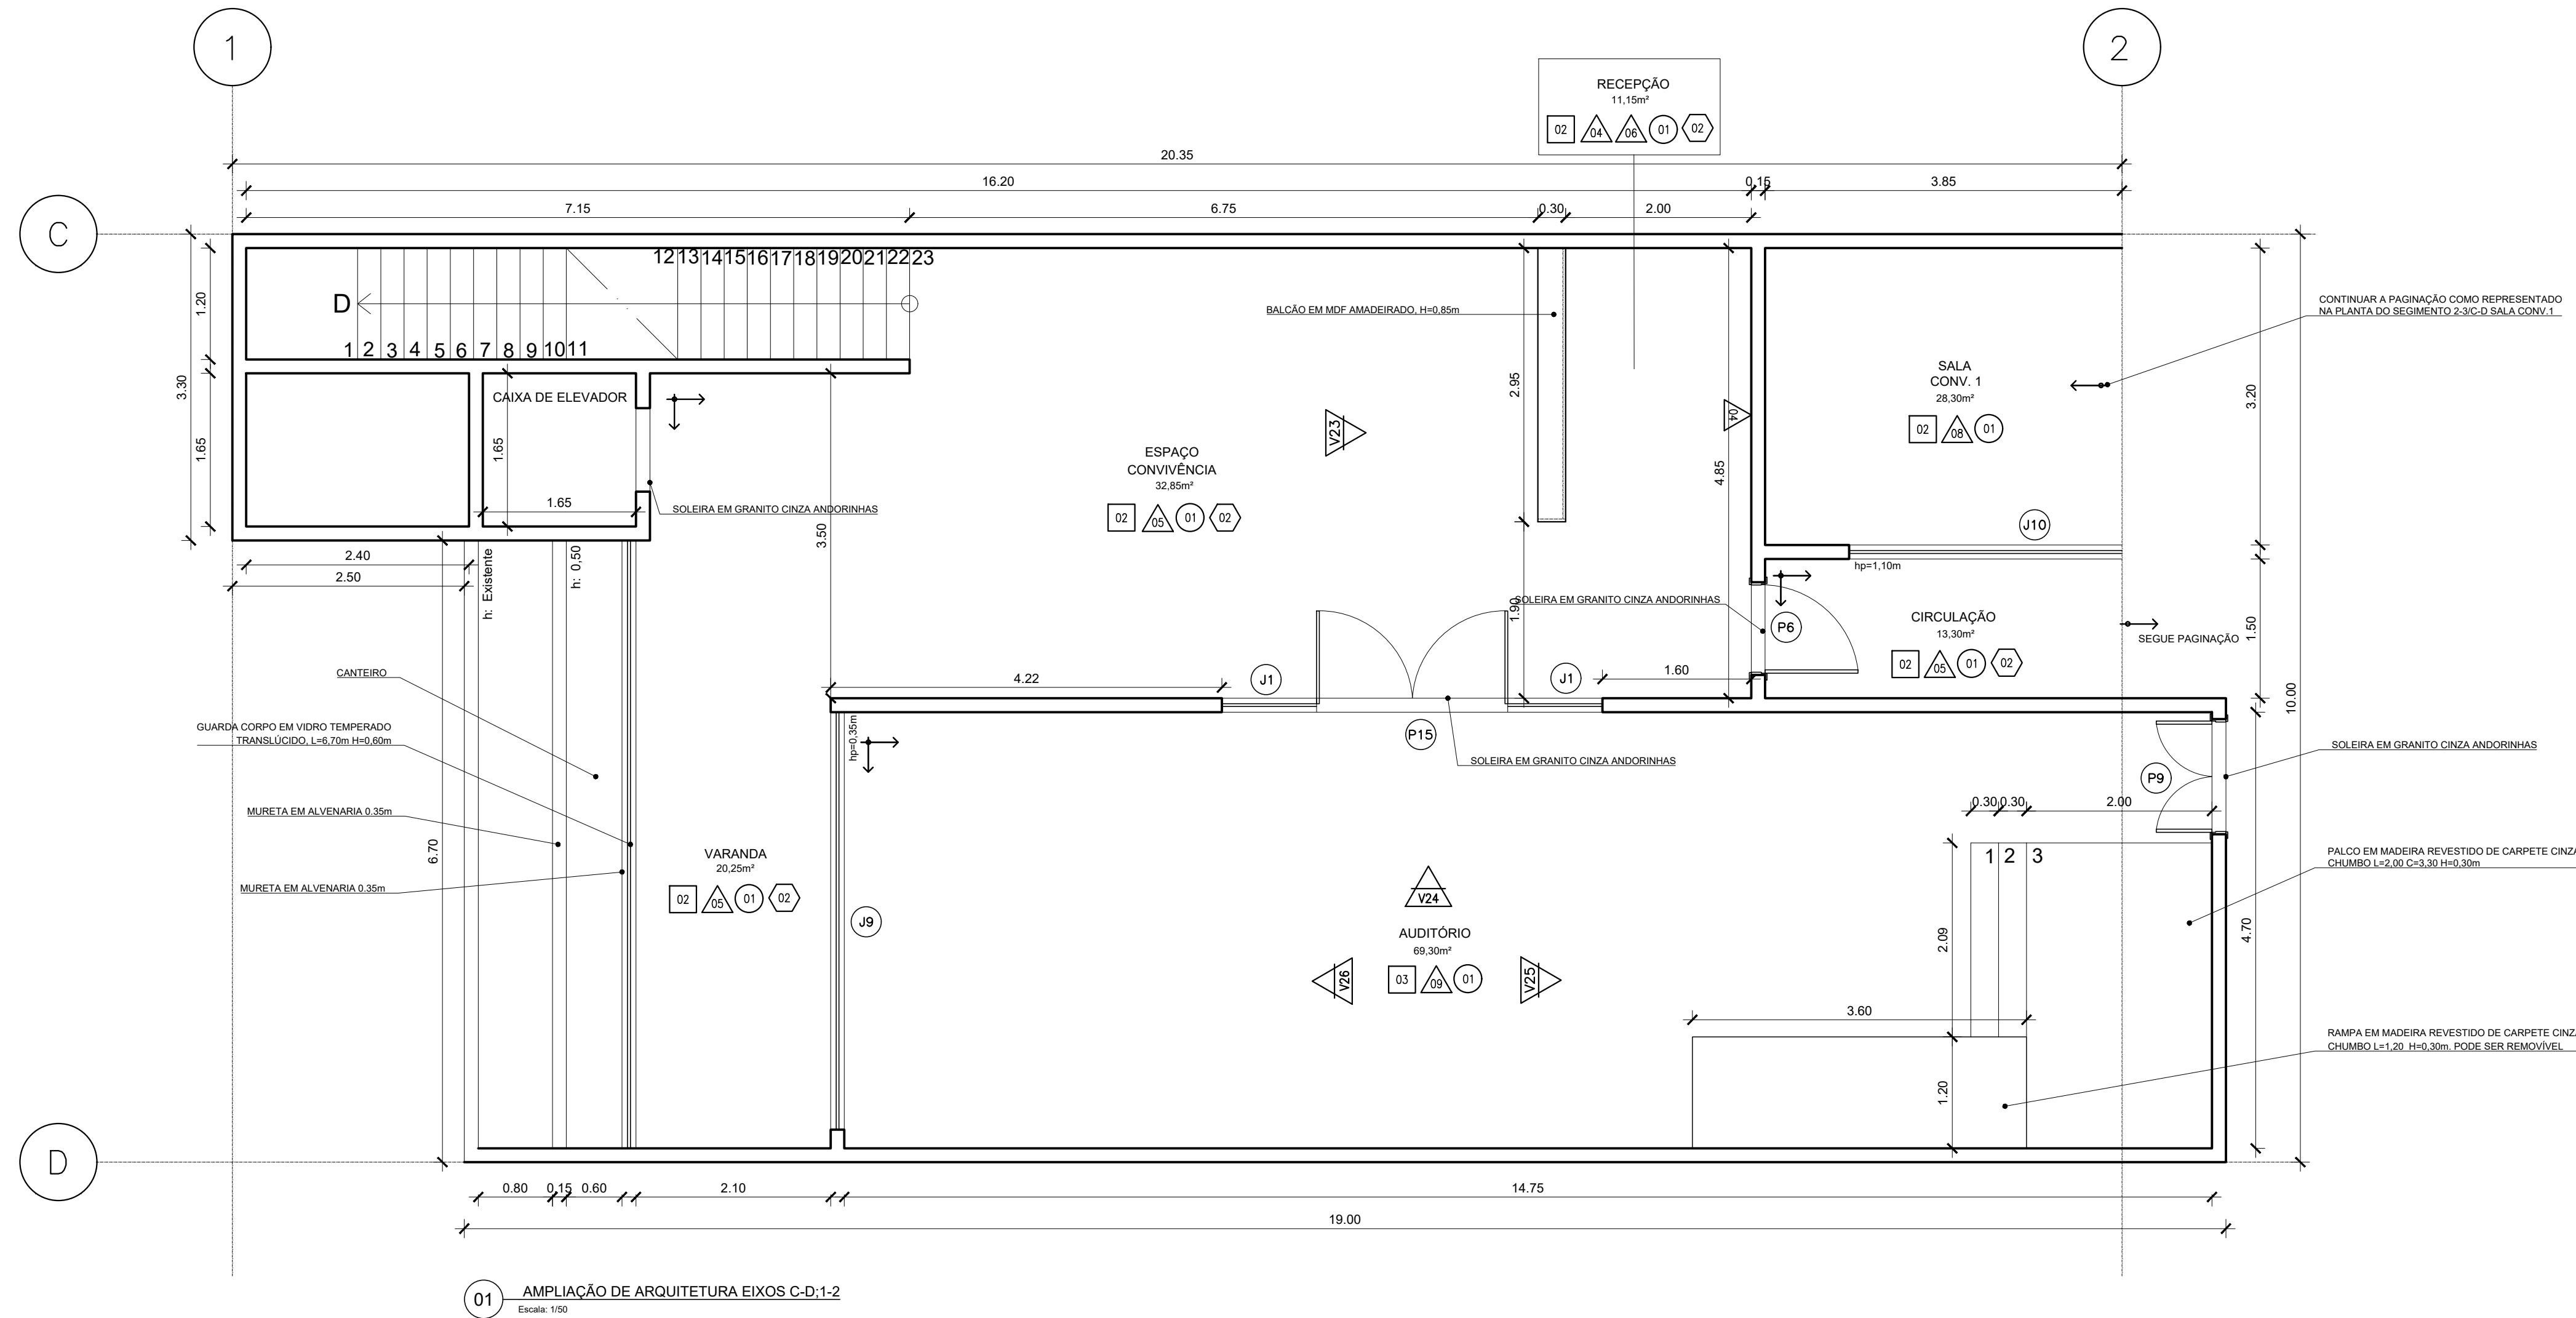 1
2
RECEPÇÃO
11,15m²
02 04 06 01 02
20.35
16.20 0.15 3.85
7.15 6.75 0.30 2.00
C
12 13 14 15 16 17 18 19 20 21 22 23
D
1 2 3 4 5 6 7 8 9 10 11
1.20
3.30
1.65
CAIXA DE ELEVADOR
1.65
1.65
SOLEIRA EM GRANITO CINZA ANDORINHAS
2.40
2.50
h: Existente
h: 0,50
3.50
BALCÃO EM MDF AMADEIRADO, H=0,85m
2.95
4.85
1.90
04
V23
ESPAÇO
CONVIVÊNCIA
32,85m²
02 05 01 02
SALA
CONV. 1
28,30m²
02 08 01
CONTINUAR A PAGINAÇÃO COMO REPRESENTADO
NA PLANTA DO SEGIMENTO 2-3/C-D SALA CONV.1
3.20
J10
hp=1,10m
SOLEIRA EM GRANITO CINZA ANDORINHAS
P6
CIRCULAÇÃO
13,30m²
02 05 01 02
SEGUE PAGINAÇÃO
1.50
10.00
4.22
J1
J1
1.60
P15
SOLEIRA EM GRANITO CINZA ANDORINHAS
hp=0,35m
CANTEIRO
GUARDA CORPO EM VIDRO TEMPERADO
TRANSLÚCIDO, L=6,70m H=0,60m
MURETA EM ALVENARIA 0.35m
MURETA EM ALVENARIA 0.35m
6.70
VARANDA
20,25m²
02 05 01 02
J9
V24
AUDITÓRIO
69,30m²
03 09 01
V26
V25
P9
SOLEIRA EM GRANITO CINZA ANDORINHAS
0.30 0.30 2.00
1 2 3
PALCO EM MADEIRA REVESTIDO DE CARPETE CINZA
CHUMBO L=2,00 C=3,30 H=0,30m
2.09
4.70
3.60
1.20
RAMPA EM MADEIRA REVESTIDO DE CARPETE CINZA
CHUMBO L=1,20 H=0,30m. PODE SER REMOVÍVEL
D
0.80 0.15 0.60 2.10 14.75
19.00
01 AMPLIAÇÃO DE ARQUITETURA EIXOS C-D;1-2
Escala: 1/50